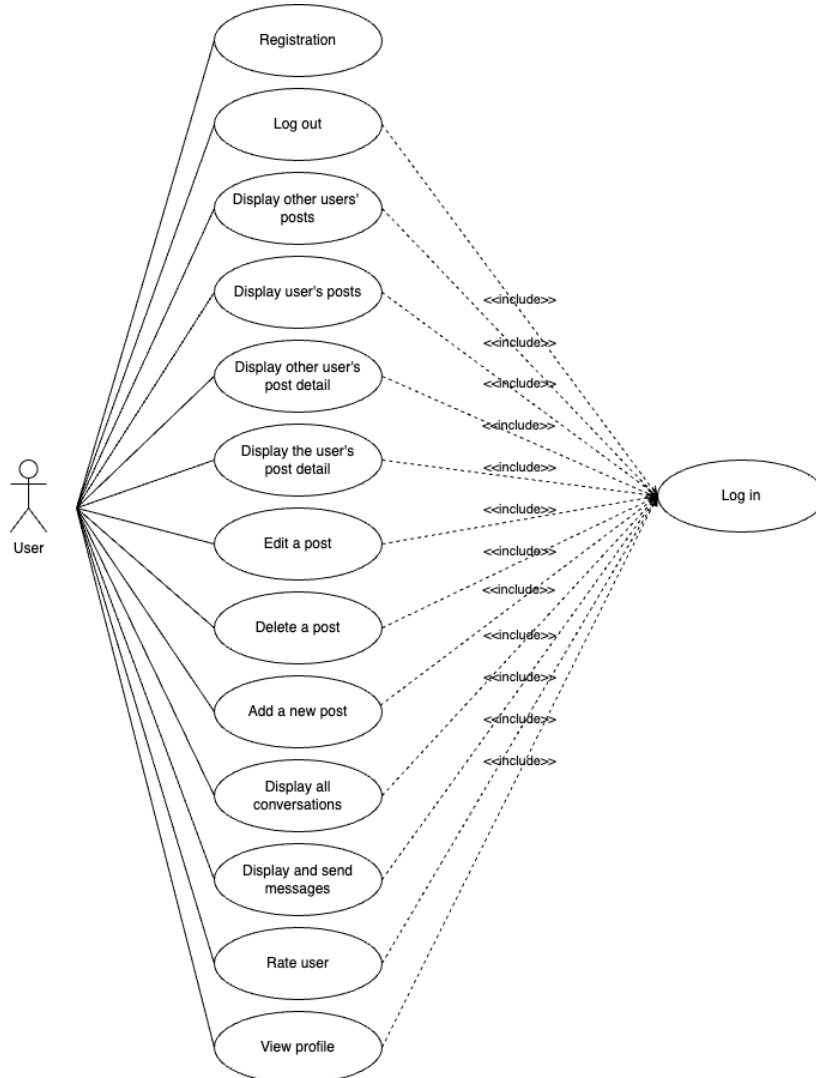 Registration
Log out
Display other users'
posts
Display user's posts
<<include>>
<<include>>
Display other user's
post detail
<<include>>
<<include>>
Display the user's
post detail
<<include>>
Log in
<<include>>
Edit a post
User
<<include>>
<<include>>
Delete a post
<<include>>
<<include>>
Add a new post
<<include>>
<<include>>
Display all
conversations
Display and send
messages
Rate user
View profile